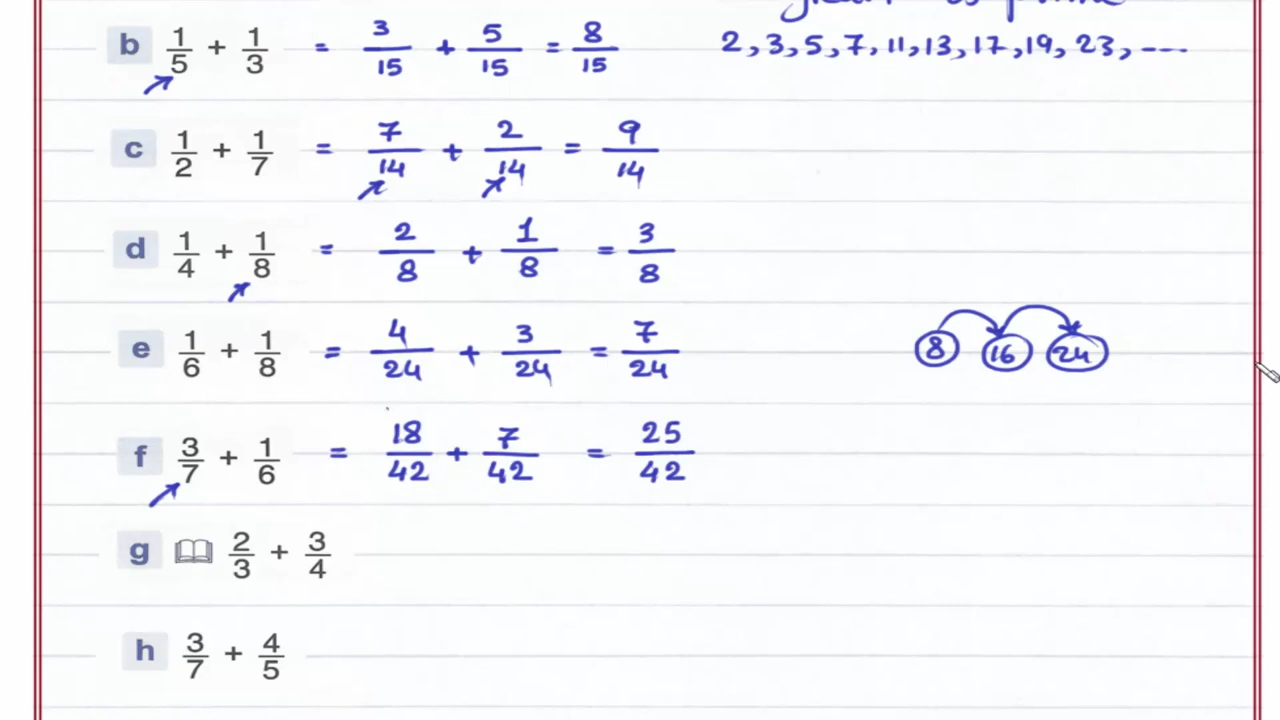 b 1/5 + 1/3 = 3/15 + 5/15 = 8/15
2, 3, 5, 7, 11, 13, 17, 19, 23, ----
c 1/2 + 1/7 = 7/14 + 2/14 = 9/14
d 1/4 + 1/8 = 2/8 + 1/8 = 3/8
e 1/6 + 1/8 = 4/24 + 3/24 = 7/24
8 16 24
f 3/7 + 1/6 = 18/42 + 7/42 = 25/42
g 2/3 + 3/4
h 3/7 + 4/5